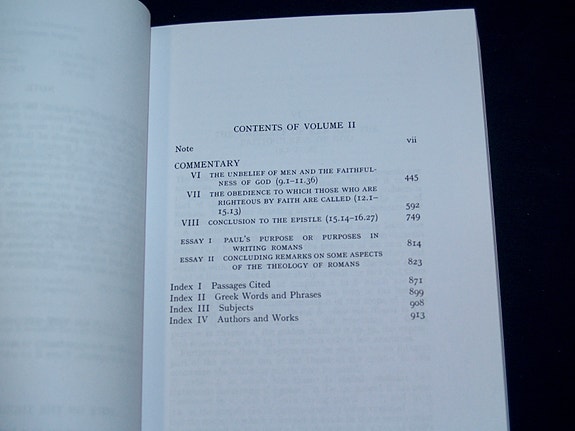 CONTENTS OF VOLUME II
Note vii
COMMENTARY
VI THE UNBELIEF OF MEN AND THE FAITHFUL-
NESS OF GOD (9.1–11.36) 445
VII THE OBEDIENCE TO WHICH THOSE WHO ARE
RIGHTEOUS BY FAITH ARE CALLED (12.1–
15.13) 592
VIII CONCLUSION TO THE EPISTLE (15.14–16.27) 749
ESSAY I PAUL'S PURPOSE OR PURPOSES IN
WRITING ROMANS 814
ESSAY II CONCLUDING REMARKS ON SOME ASPECTS
OF THE THEOLOGY OF ROMANS 823
Index I Passages Cited 871
Index II Greek Words and Phrases 899
Index III Subjects 908
Index IV Authors and Works 913